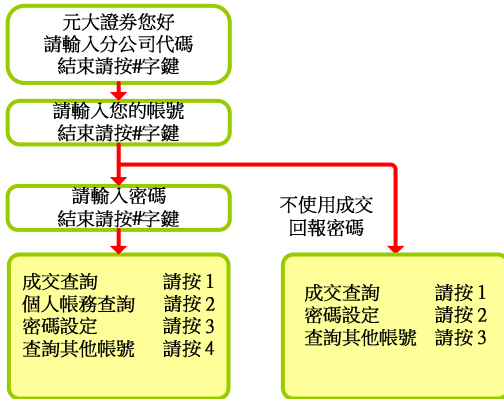 元大證券您好
請輸入分公司代碼
結束請按#字鍵
請輸入您的帳號
結束請按#字鍵
請輸入密碼
結束請按#字鍵
不使用成交
回報密碼
成交查詢 請按1
個人帳務查詢 請按2
密碼設定 請按3
查詢其他帳號 請按4
成交查詢 請按1
密碼設定 請按2
查詢其他帳號 請按3